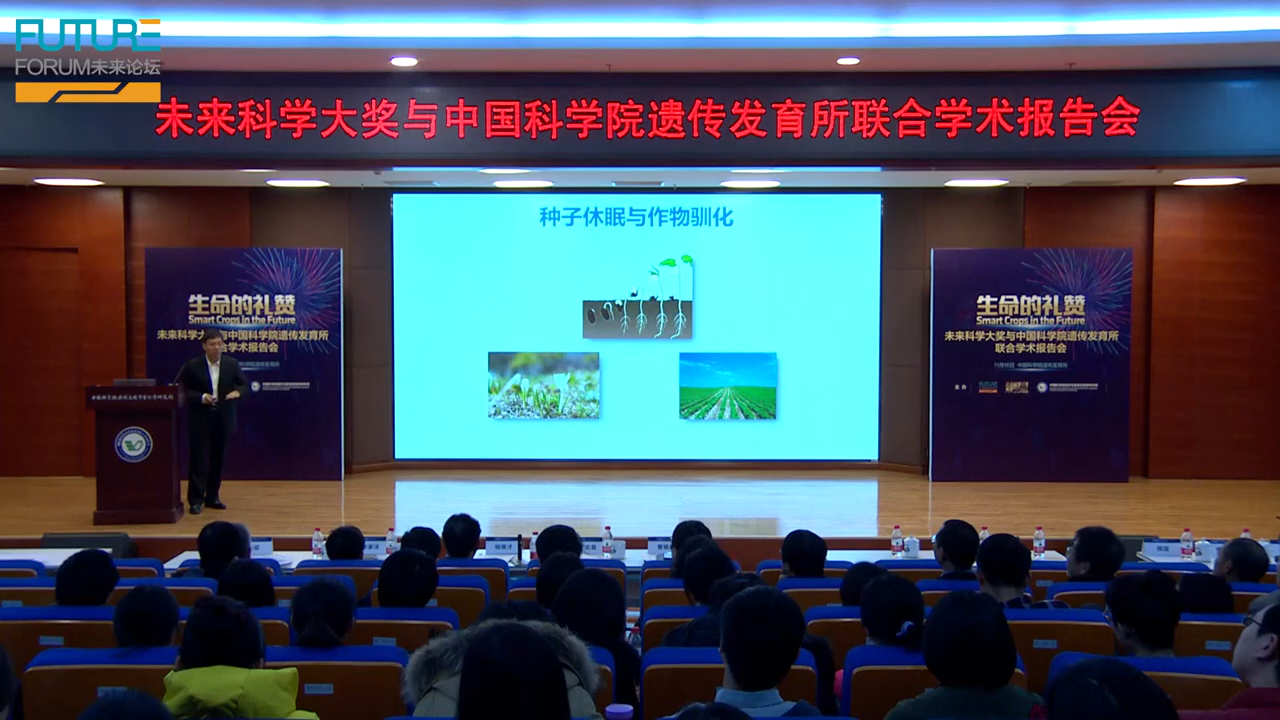 FUTURE
FORUM未来论坛
未来科学大奖与中国科学院遗传发育所联合学术报告会
种子休眠与作物驯化
生命的礼赞
Smart Crops in the Future
未来科学大奖与中国科学院遗传发育所
联合学术报告会
生命的礼赞
Smart Crops in the Future
未来科学大奖与中国科学院遗传发育所
合学术报告会